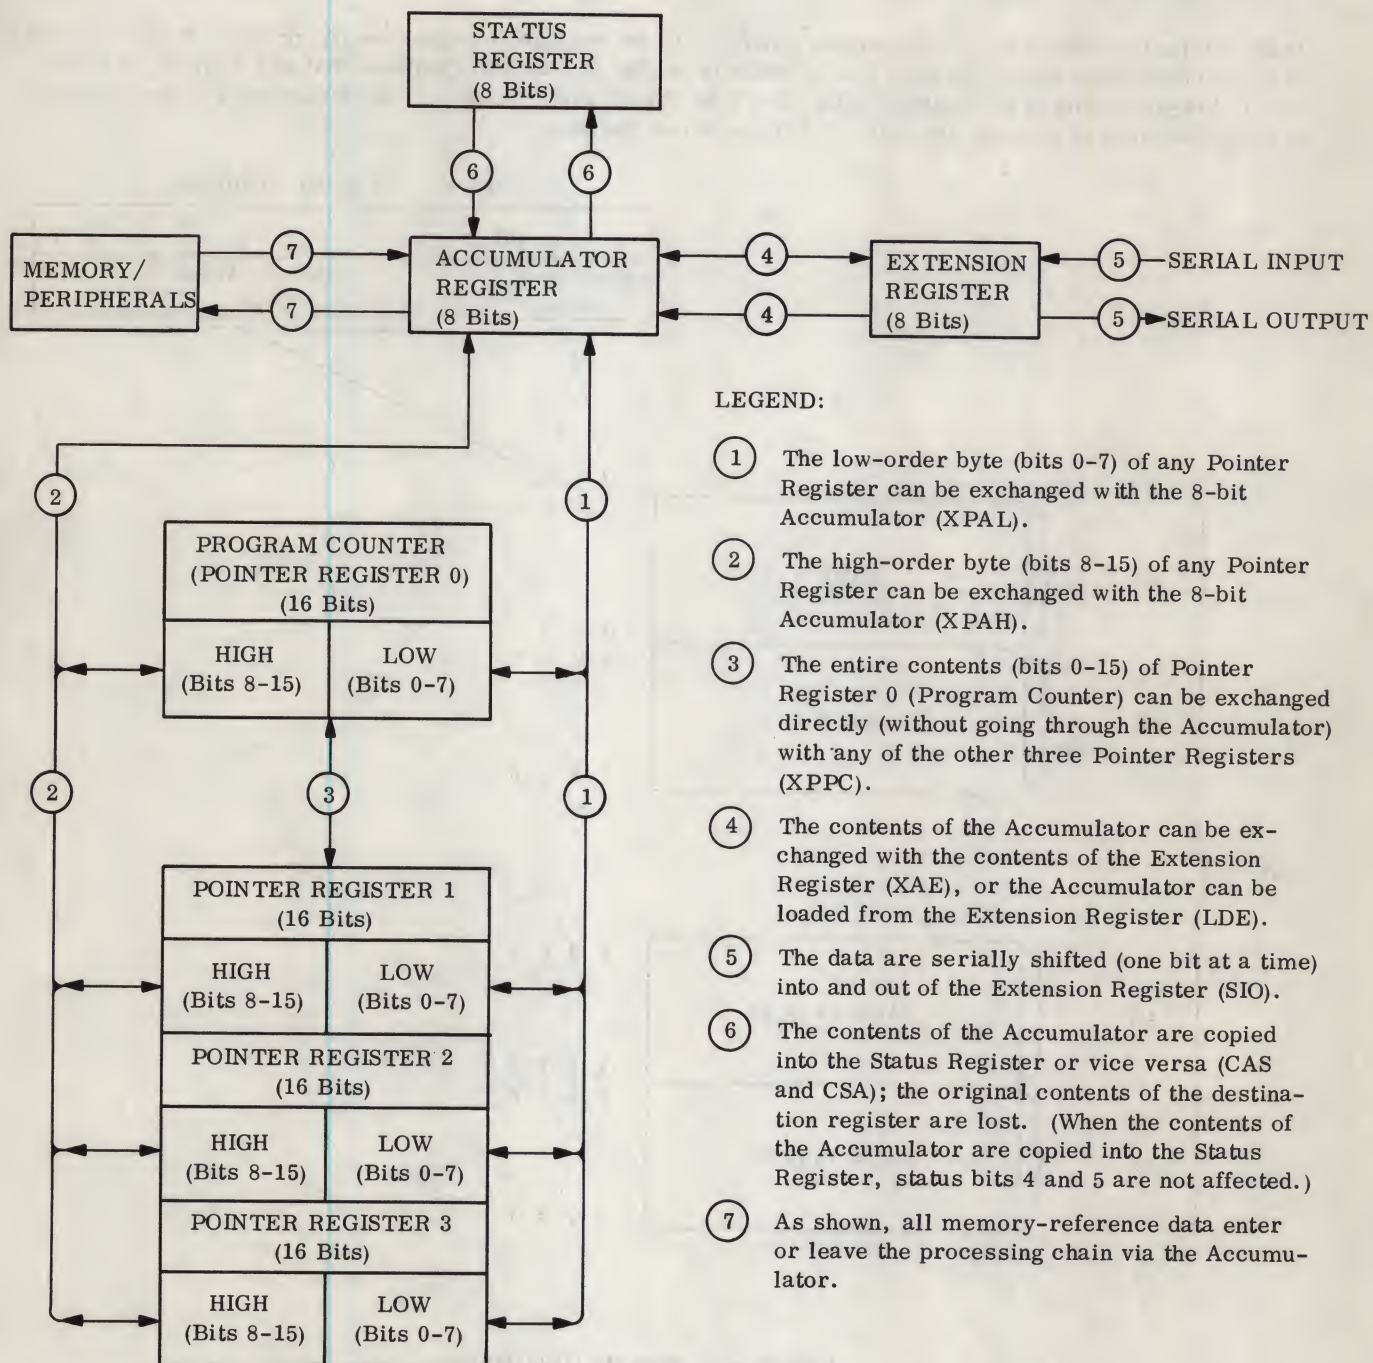 STATUS
REGISTER
(8 Bits)
6
6
MEMORY/
PERIPHERALS
7
7
ACCUMULATOR
REGISTER
(8 Bits)
4
4
EXTENSION
REGISTER
(8 Bits)
5
SERIAL INPUT
5
SERIAL OUTPUT
2
1
PROGRAM COUNTER
(POINTER REGISTER 0)
(16 Bits)
HIGH
(Bits 8-15)
LOW
(Bits 0-7)
2
3
1
POINTER REGISTER 1
(16 Bits)
HIGH
(Bits 8-15)
LOW
(Bits 0-7)
POINTER REGISTER 2
(16 Bits)
HIGH
(Bits 8-15)
LOW
(Bits 0-7)
POINTER REGISTER 3
(16 Bits)
HIGH
(Bits 8-15)
LOW
(Bits 0-7)
LEGEND:
1 The low-order byte (bits 0-7) of any Pointer
Register can be exchanged with the 8-bit
Accumulator (XPAL).
2 The high-order byte (bits 8-15) of any Pointer
Register can be exchanged with the 8-bit
Accumulator (XPAH).
3 The entire contents (bits 0-15) of Pointer
Register 0 (Program Counter) can be exchanged
directly (without going through the Accumulator)
with any of the other three Pointer Registers
(XPPC).
4 The contents of the Accumulator can be ex-
changed with the contents of the Extension
Register (XAE), or the Accumulator can be
loaded from the Extension Register (LDE).
5 The data are serially shifted (one bit at a time)
into and out of the Extension Register (SIO).
6 The contents of the Accumulator are copied
into the Status Register or vice versa (CAS
and CSA); the original contents of the destina-
tion register are lost. (When the contents of
the Accumulator are copied into the Status
Register, status bits 4 and 5 are not affected.)
7 As shown, all memory-reference data enter
or leave the processing chain via the Accumu-
lator.